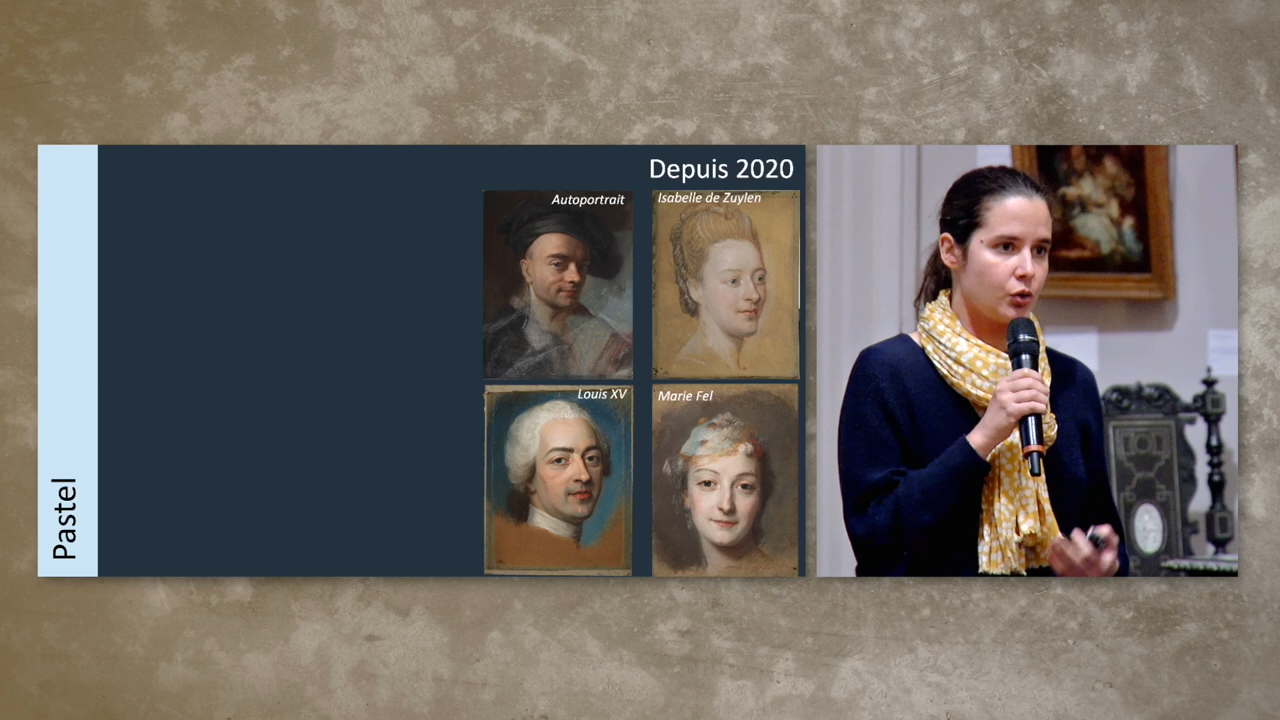 Pastel
Depuis 2020
Autoportrait
Isabelle de Zuylen
Louis XV
Marie Fel